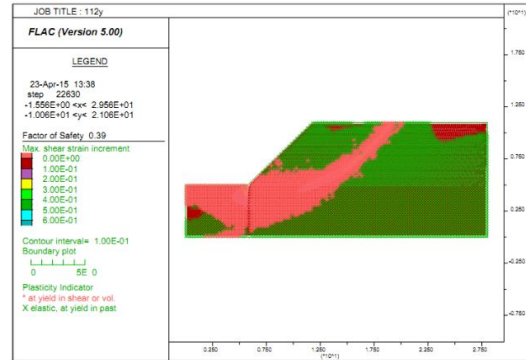 JOB TITLE : 112y
(*10^1)
FLAC (Version 5.00)
LEGEND
23-Apr-15 13:38
step 22630
-1.556E+00 <x< 2.956E+01
-1.006E+01 <y< 2.106E+01
Factor of Safety 0.39
Max. shear strain increment
0.00E+00
1.00E-01
2.00E-01
3.00E-01
4.00E-01
5.00E-01
6.00E-01
Contour interval= 1.00E-01
Boundary plot
0 5E 0
Plasticity Indicator
* at yield in shear or vol.
X elastic, at yield in past
1.750
1.250
0.750
0.250
-0.250
-0.750
0.250 0.750 1.250 1.750 2.250 2.750
(*10^1)